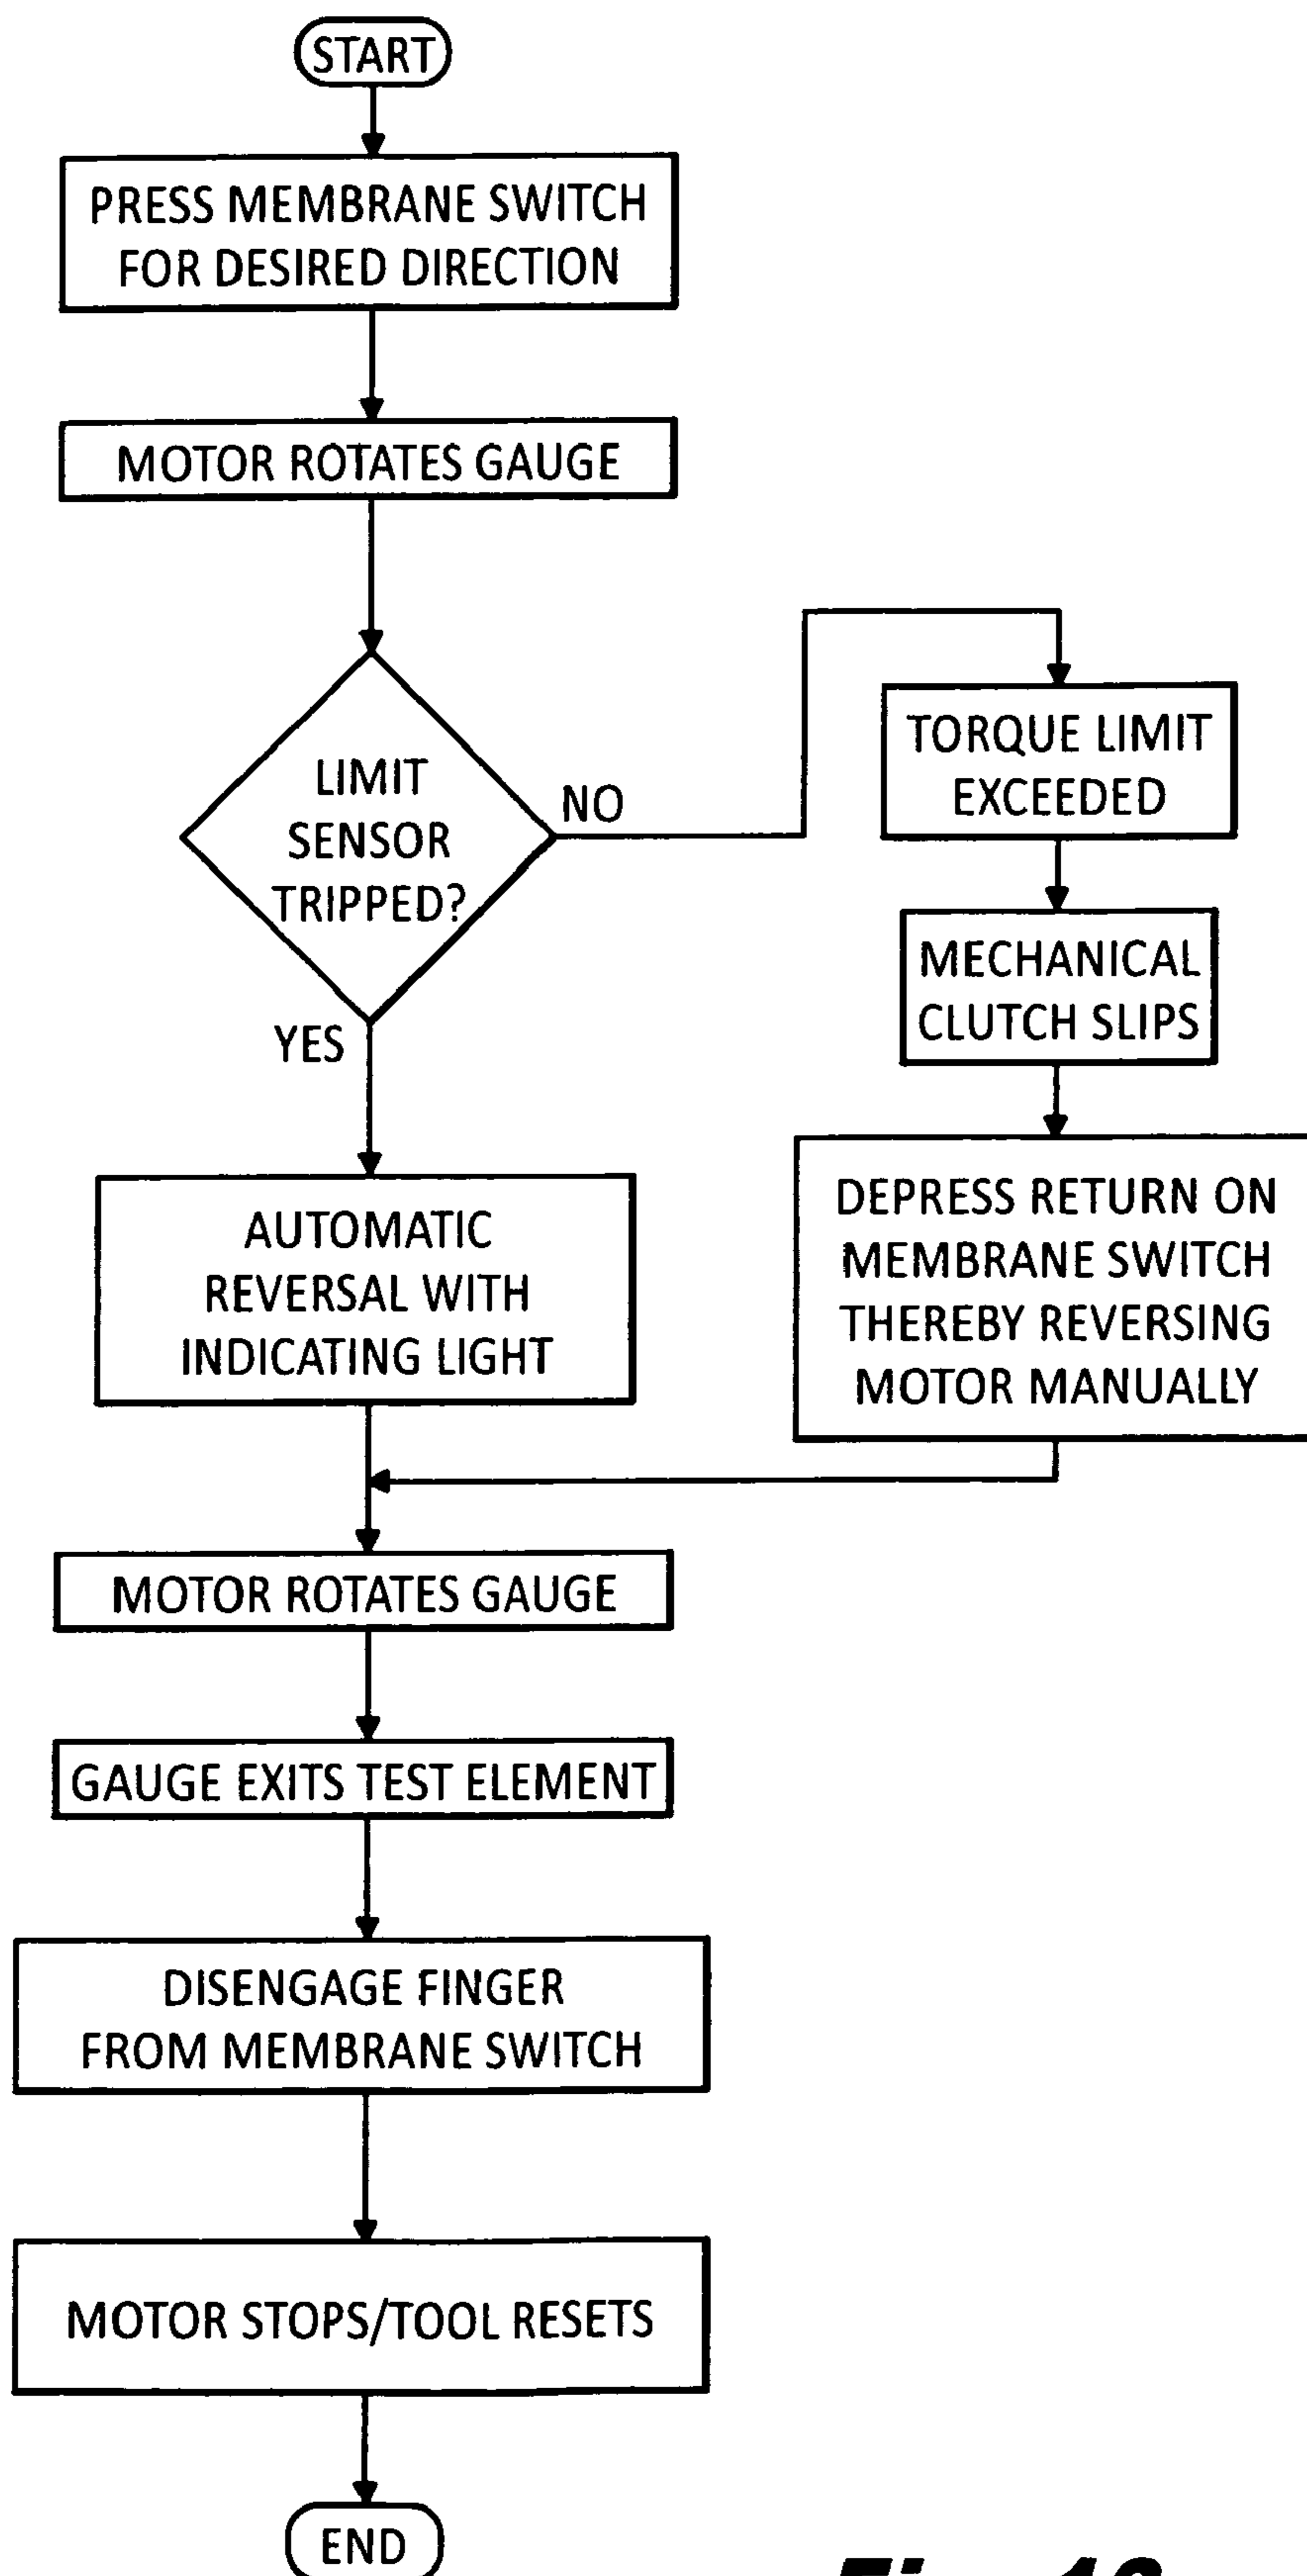 START
PRESS MEMBRANE SWITCH
FOR DESIRED DIRECTION
MOTOR ROTATES GAUGE
LIMIT
SENSOR
TRIPPED?
NO
YES
TORQUE LIMIT
EXCEEDED
MECHANICAL
CLUTCH SLIPS
DEPRESS RETURN ON
MEMBRANE SWITCH
THEREBY REVERSING
MOTOR MANUALLY
AUTOMATIC
REVERSAL WITH
INDICATING LIGHT
MOTOR ROTATES GAUGE
GAUGE EXITS TEST ELEMENT
DISENGAGE FINGER
FROM MEMBRANE SWITCH
MOTOR STOPS/TOOL RESETS
END